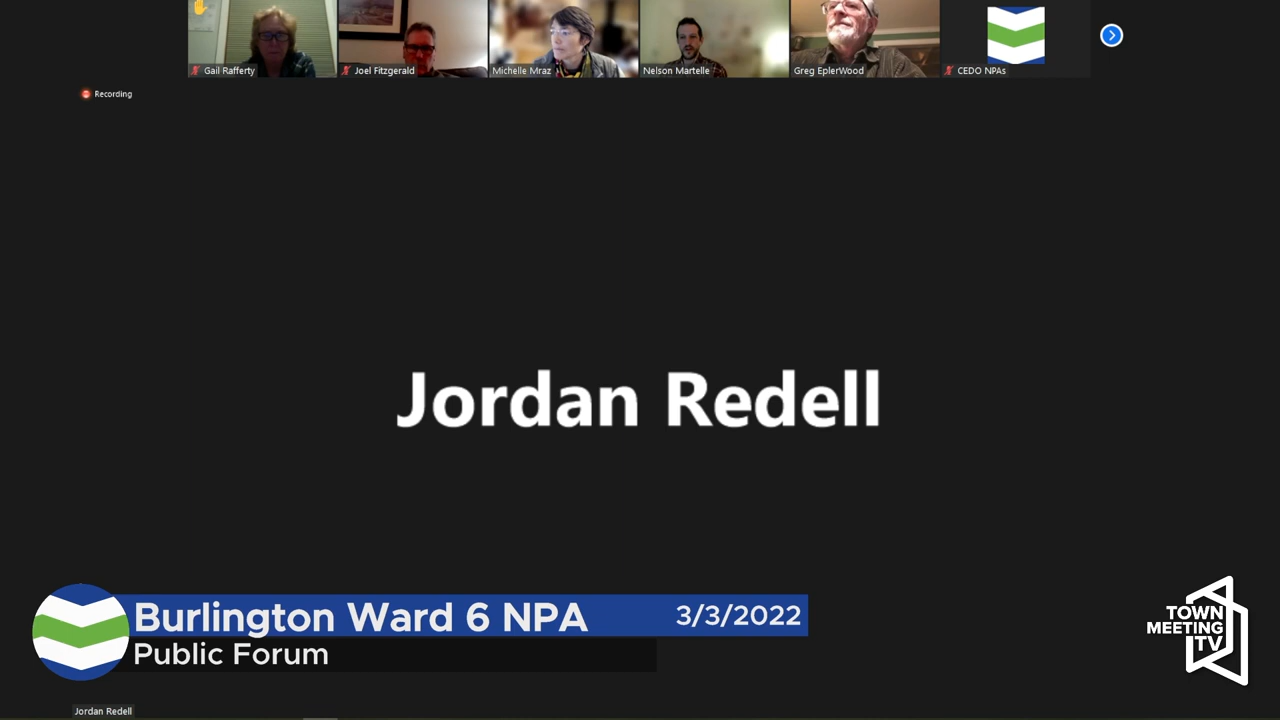 Gail Rafferty
Joel Fitzgerald
Michelle Mraz
Nelson Martelle
Greg EplerWood
CEDO NPAs
Recording
Jordan Redell
Burlington Ward 6 NPA
3/3/2022
Public Forum
TOWN
MEETING
TV
Jordan Redell